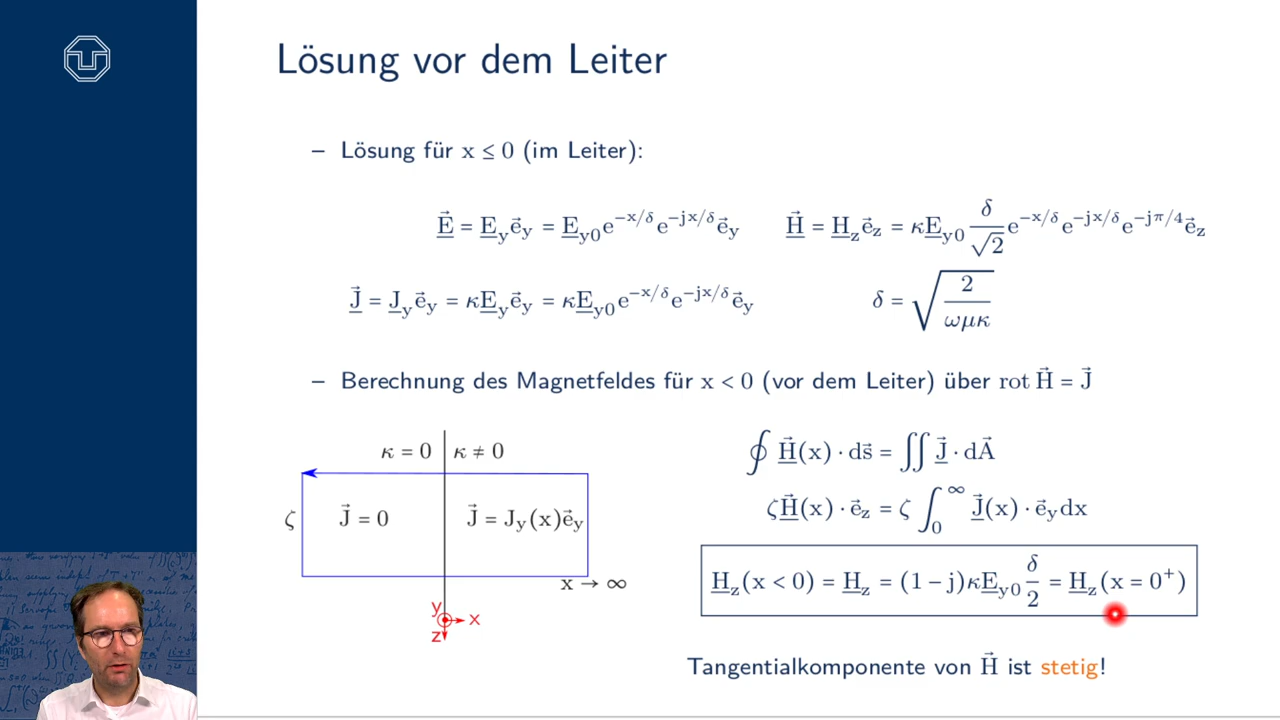 Lösung vor dem Leiter
– Lösung für x ≤ 0 (im Leiter):
E⃗ = E_y e⃗_y = E_y0 e^{−x/δ} e^{−jx/δ} e⃗_y   H⃗ = H_z e⃗_z = κE_y0 δ/√2 e^{−x/δ} e^{−jx/δ} e^{−jπ/4} e⃗_z
J⃗ = J_y e⃗_y = κE_y e⃗_y = κE_y0 e^{−x/δ} e^{−jx/δ} e⃗_y   δ = √(2/ωμκ)
– Berechnung des Magnetfeldes für x < 0 (vor dem Leiter) über rot H⃗ = J⃗
κ = 0   κ ≠ 0
ζ   J⃗ = 0   J⃗ = J_y(x)e⃗_y
x → ∞
y
x
z
∮ H⃗(x) · ds⃗ = ∬ J⃗ · dA⃗
ζH⃗(x) · e⃗_z = ζ ∫_0^∞ J⃗(x) · e⃗_y dx
H_z(x < 0) = H_z = (1 − j)κE_y0 δ/2 = H_z(x = 0⁺)
Tangentialkomponente von H⃗ ist stetig!